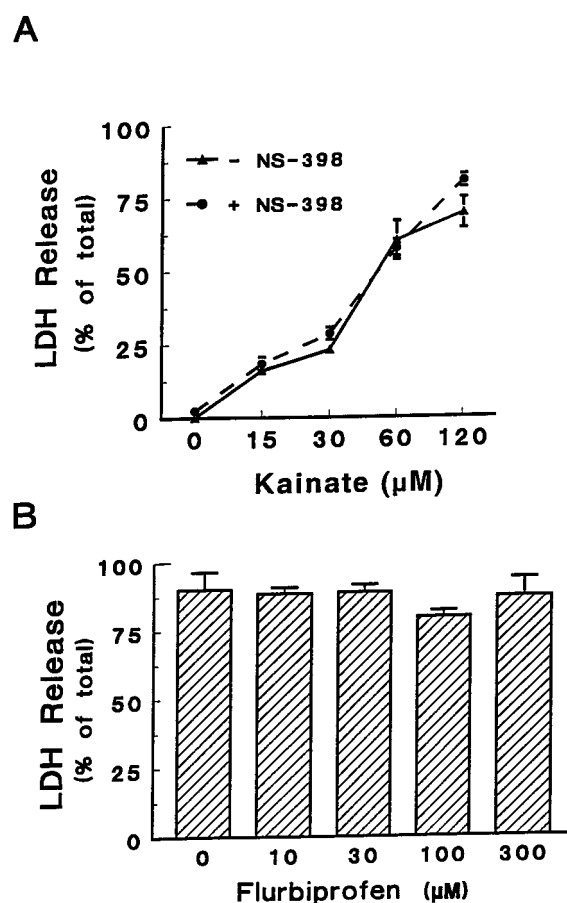 A
100
75
50
25
0
LDH Release
(% of total)
- NS-398
+ NS-398
0 15 30 60 120
Kainate (µM)
B
100
75
50
25
0
LDH Release
(% of total)
0 10 30 100 300
Flurbiprofen (µM)